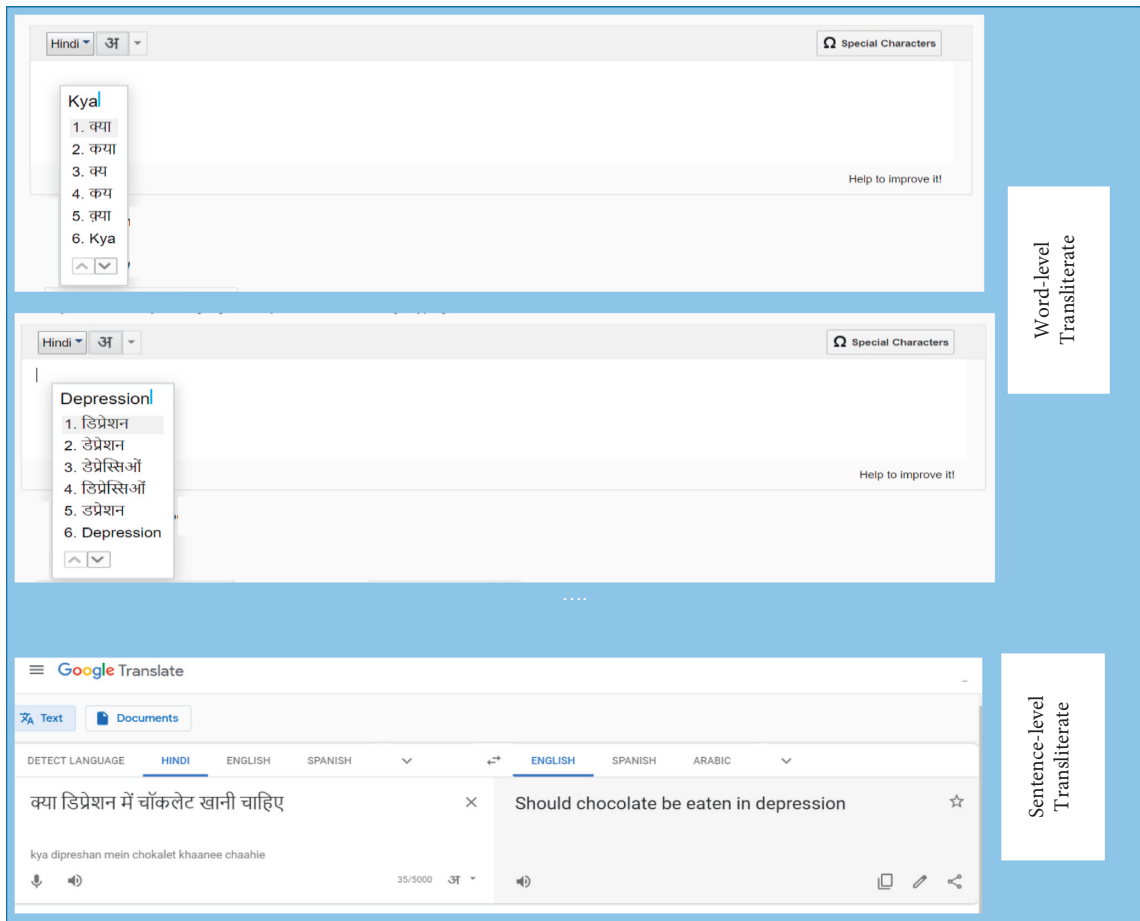 Hindi अ
Ω Special Characters
Kya
1. क्या
2. कया
3. क्य
4. कय
5. क़्या
6. Kya
Help to improve it!
Word-level
Transliterate
Hindi अ
Ω Special Characters
Depression
1. डिप्रेशन
2. डेप्रेशन
3. डेप्रेस्सिओं
4. डिप्रेस्सिओं
5. डप्रेशन
6. Depression
Help to improve it!
....
Google Translate
Text Documents
DETECT LANGUAGE HINDI ENGLISH SPANISH ENGLISH SPANISH ARABIC
क्या डिप्रेशन में चॉकलेट खानी चाहिए
Should chocolate be eaten in depression
kya dipreshan mein chokalet khaanee chaahie
35/5000 अ
Sentence-level
Transliterate